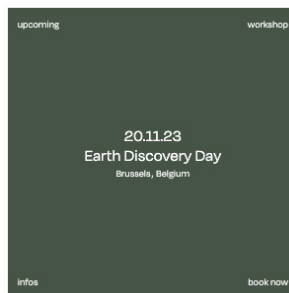 upcoming workshop
20.11.23
Earth Discovery Day
Brussels, Belgium
infos book now